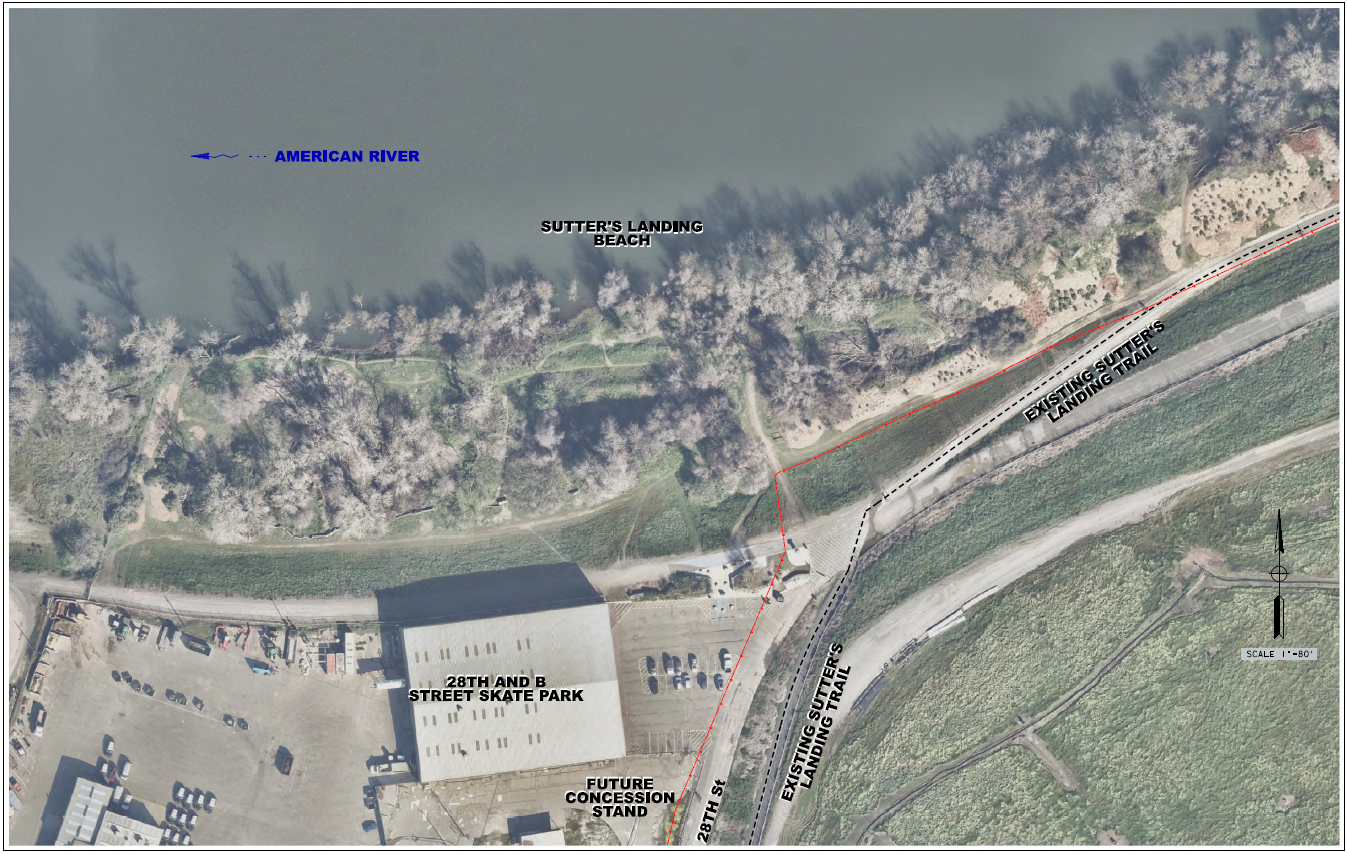 AMERICAN RIVER
SUTTER'S LANDING
BEACH
EXISTING SUTTER'S
LANDING TRAIL
SCALE 1"=80'
28TH AND B
STREET SKATE PARK
EXISTING SUTTER'S
LANDING TRAIL
FUTURE
CONCESSION
STAND
28TH St